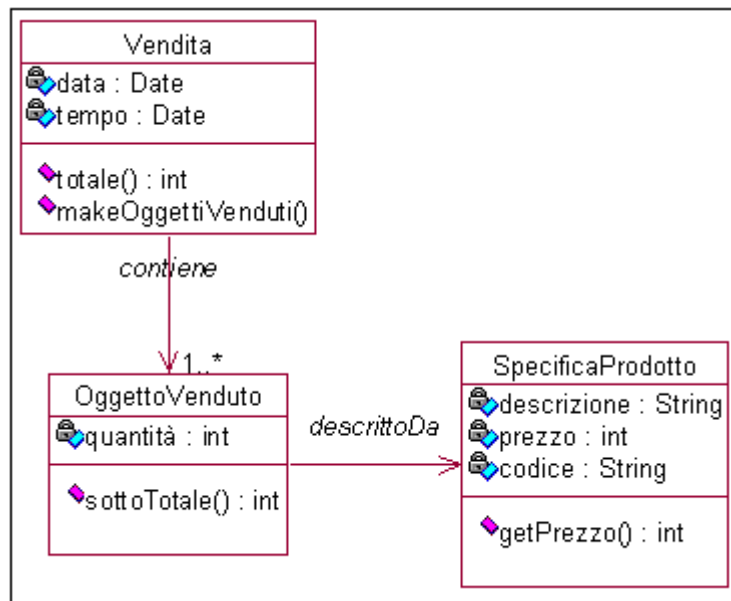 Vendita
data : Date
tempo : Date
totale() : int
makeOggettiVenduti()
contiene
1..*
OggettoVenduto
quantità : int
sottoTotale() : int
descrittoDa
SpecificaProdotto
descrizione : String
prezzo : int
codice : String
getPrezzo() : int